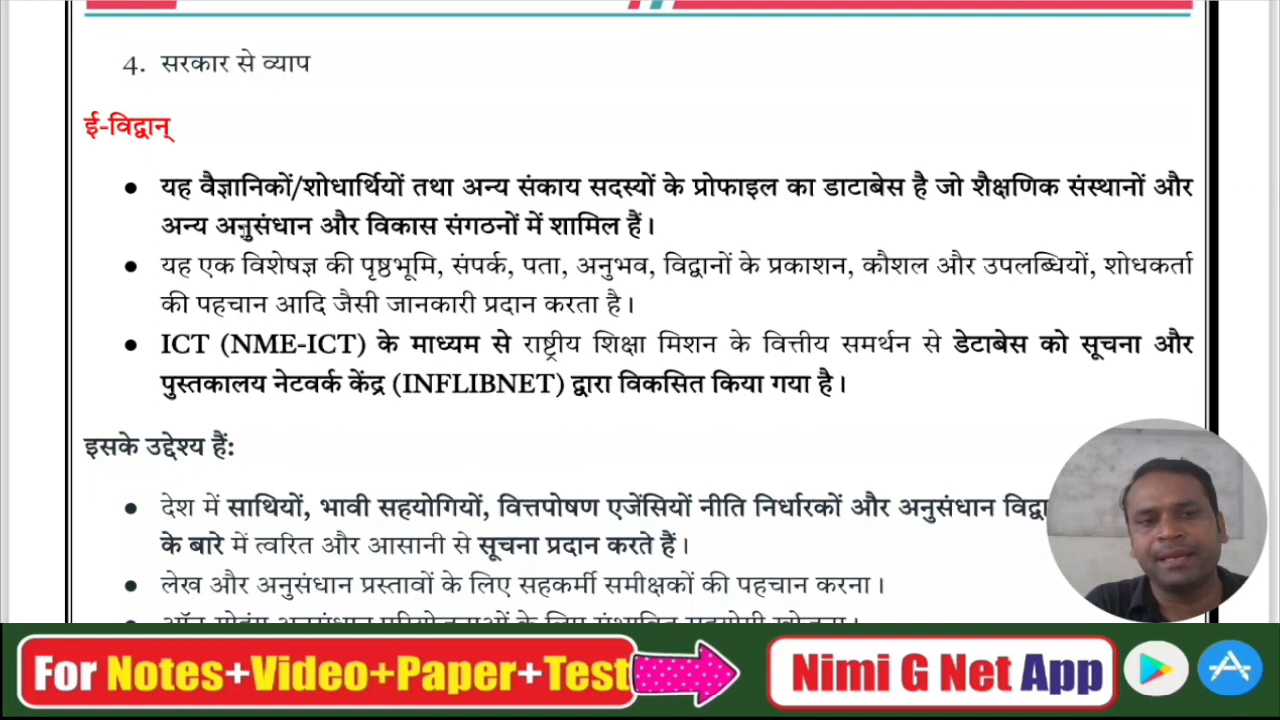 4. सरकार से व्याप
ई-विद्वान्
● यह वैज्ञानिकों/शोधार्थियों तथा अन्य संकाय सदस्यों के प्रोफाइल का डाटाबेस है जो शैक्षणिक संस्थानों और
अन्य अनुसंधान और विकास संगठनों में शामिल हैं।
● यह एक विशेषज्ञ की पृष्ठभूमि, संपर्क, पता, अनुभव, विद्वानों के प्रकाशन, कौशल और उपलब्धियों, शोधकर्ता
की पहचान आदि जैसी जानकारी प्रदान करता है।
● ICT (NME-ICT) के माध्यम से राष्ट्रीय शिक्षा मिशन के वित्तीय समर्थन से डेटाबेस को सूचना और
पुस्तकालय नेटवर्क केंद्र (INFLIBNET) द्वारा विकसित किया गया है।
इसके उद्देश्य हैं:
● देश में साथियों, भावी सहयोगियों, वित्तपोषण एजेंसियों नीति निर्धारकों और अनुसंधान
के बारे में त्वरित और आसानी से सूचना प्रदान करते हैं।
● लेख और अनुसंधान प्रस्तावों के लिए सहकर्मी समीक्षकों की पहचान करना।
For Notes+Video+Paper+Test
Nimi G Net App